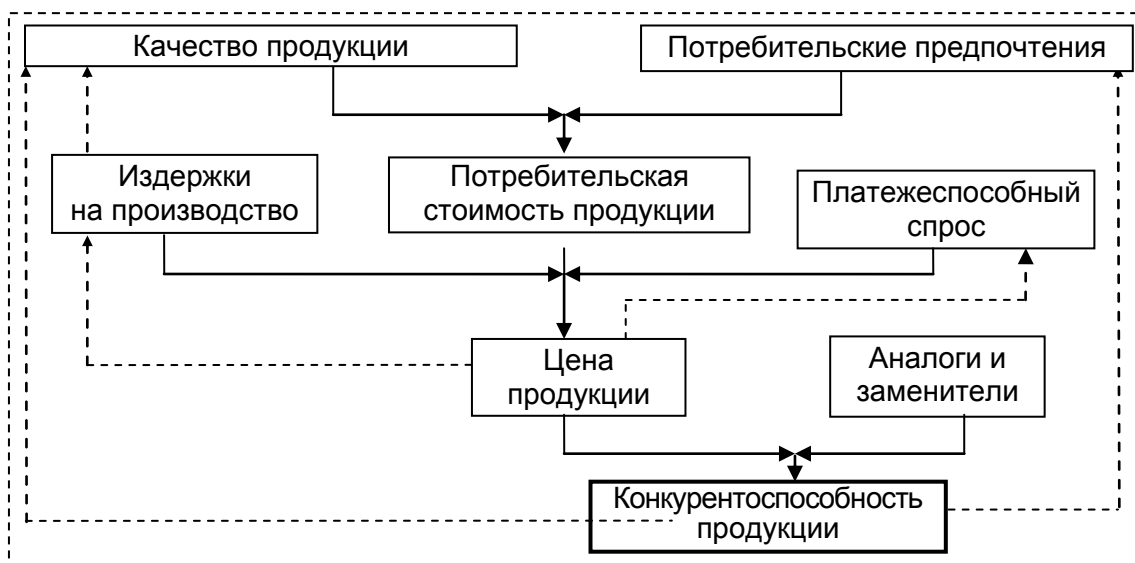 Качество продукции
Потребительские предпочтения
Издержки
на производство
Потребительская
стоимость продукции
Платежеспособный
спрос
Цена
продукции
Аналоги и
заменители
Конкурентоспособность
продукции